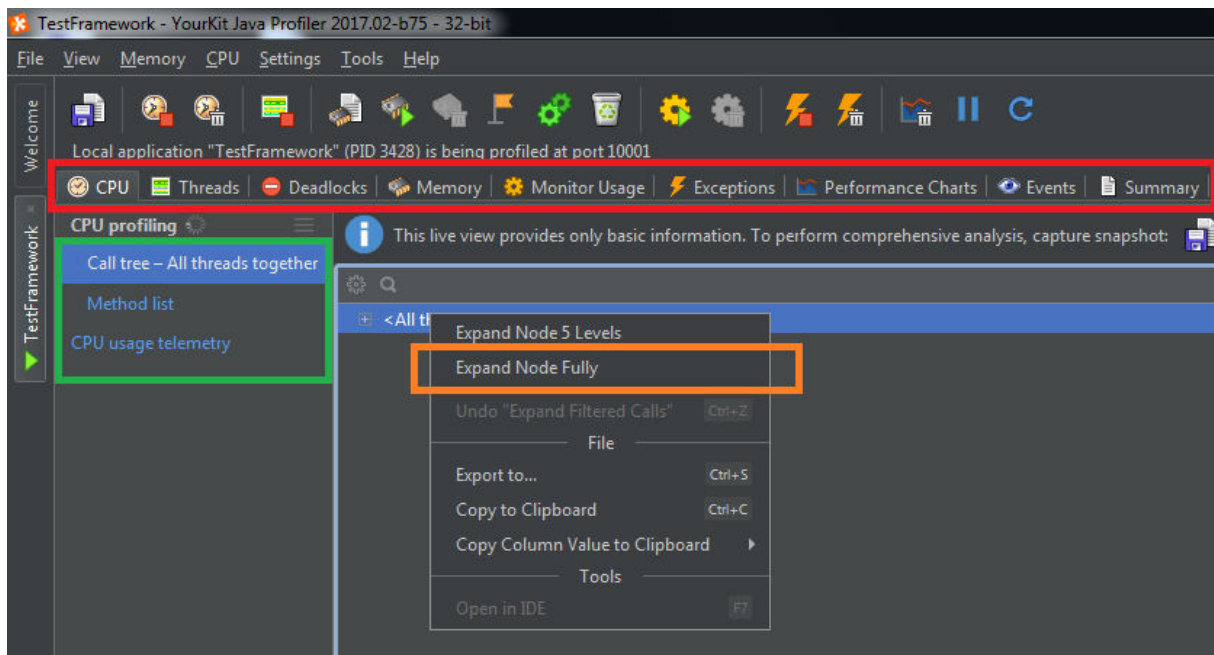 TestFramework - YourKit Java Profiler 2017.02-b75 - 32-bit
File View Memory CPU Settings Tools Help
Welcome
Local application "TestFramework" (PID 3428) is being profiled at port 10001
CPU Threads Deadlocks Memory Monitor Usage Exceptions Performance Charts Events Summary
TestFramework
CPU profiling
This live view provides only basic information. To perform comprehensive analysis, capture snapshot:
Call tree – All threads together
Method list
CPU usage telemetry
<All
Expand Node 5 Levels
Expand Node Fully
Undo "Expand Filtered Calls" Ctrl+Z
File
Export to... Ctrl+S
Copy to Clipboard Ctrl+C
Copy Column Value to Clipboard
Tools
Open in IDE F7